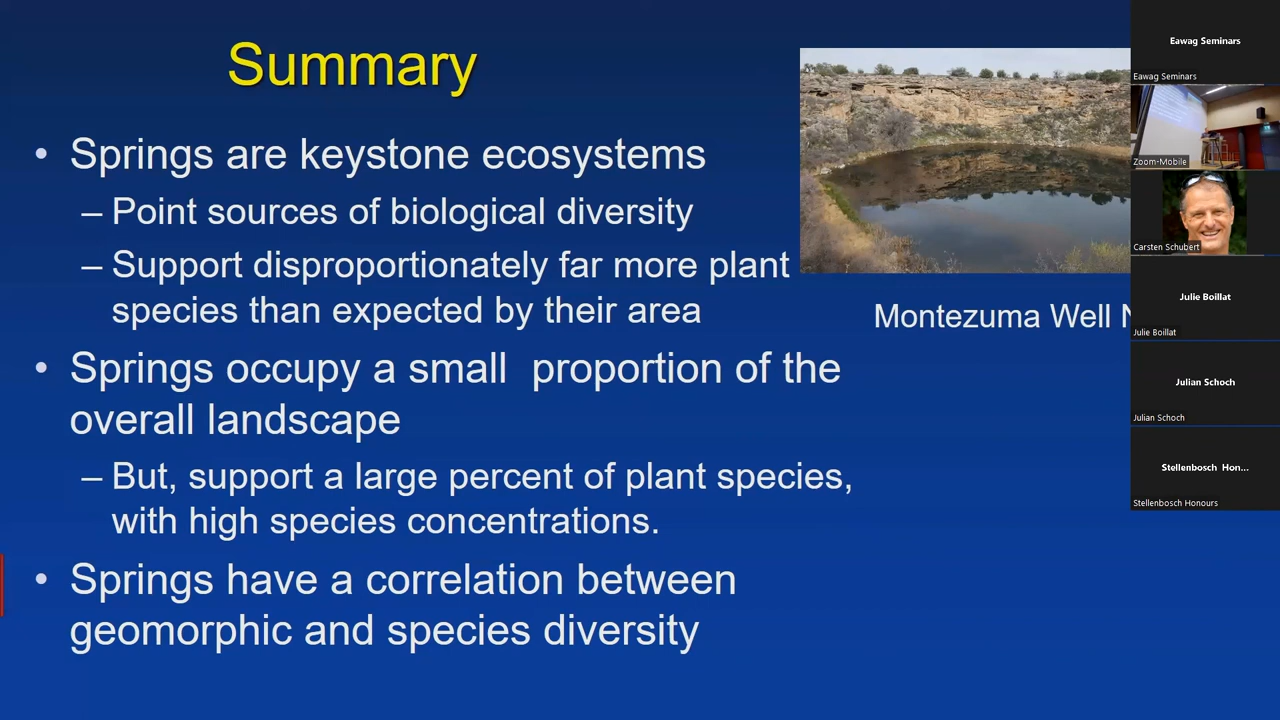 Summary
• Springs are keystone ecosystems
– Point sources of biological diversity
– Support disproportionately far more plant
species than expected by their area
• Springs occupy a small  proportion of the
overall landscape
– But, support a large percent of plant species,
with high species concentrations.
• Springs have a correlation between
geomorphic and species diversity
Montezuma Well N
Eawag Seminars
Eawag Seminars
Zoom-Mobile
Carsten Schubert
Julie Boillat
Julie Boillat
Julian Schoch
Julian Schoch
Stellenbosch Hon...
Stellenbosch Honours